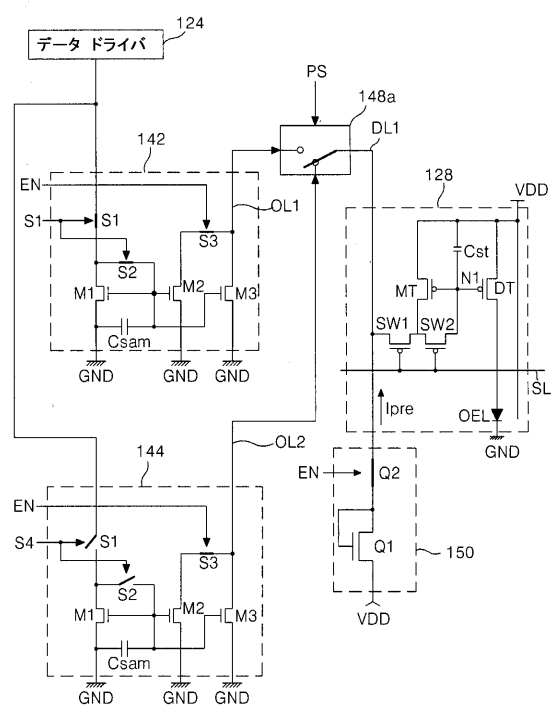 データ ドライバ
124
PS
148a
DL1
142
EN
OL1
128
VDD
S1
S1
S3
Cst
S2
N1
MT
DT
M1
M2
M3
SW1
SW2
Csam
GND
GND
GND
SL
Ipre
OEL
OL2
GND
144
EN
EN
Q2
S4
S1
S3
S2
Q1
150
M1
M2
M3
VDD
Csam
GND
GND
GND